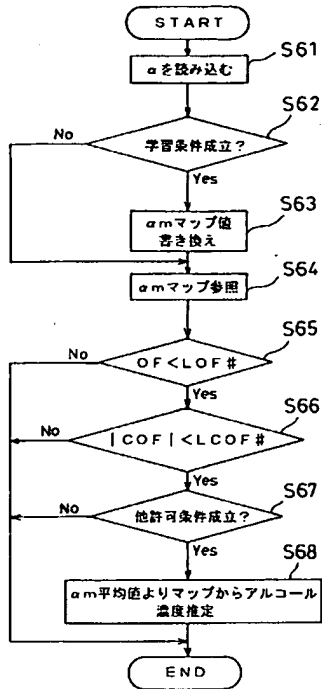 START
S61
αを読み込む
S62
No
学習条件成立?
Yes
S63
αmマップ値
書き換え
S64
αmマップ参照
S65
No
OF<LOF#
Yes
S66
No
|COF|<LCOF#
Yes
S67
No
他許可条件成立?
Yes
S68
αm平均値よりマップからアルコール
濃度推定
END